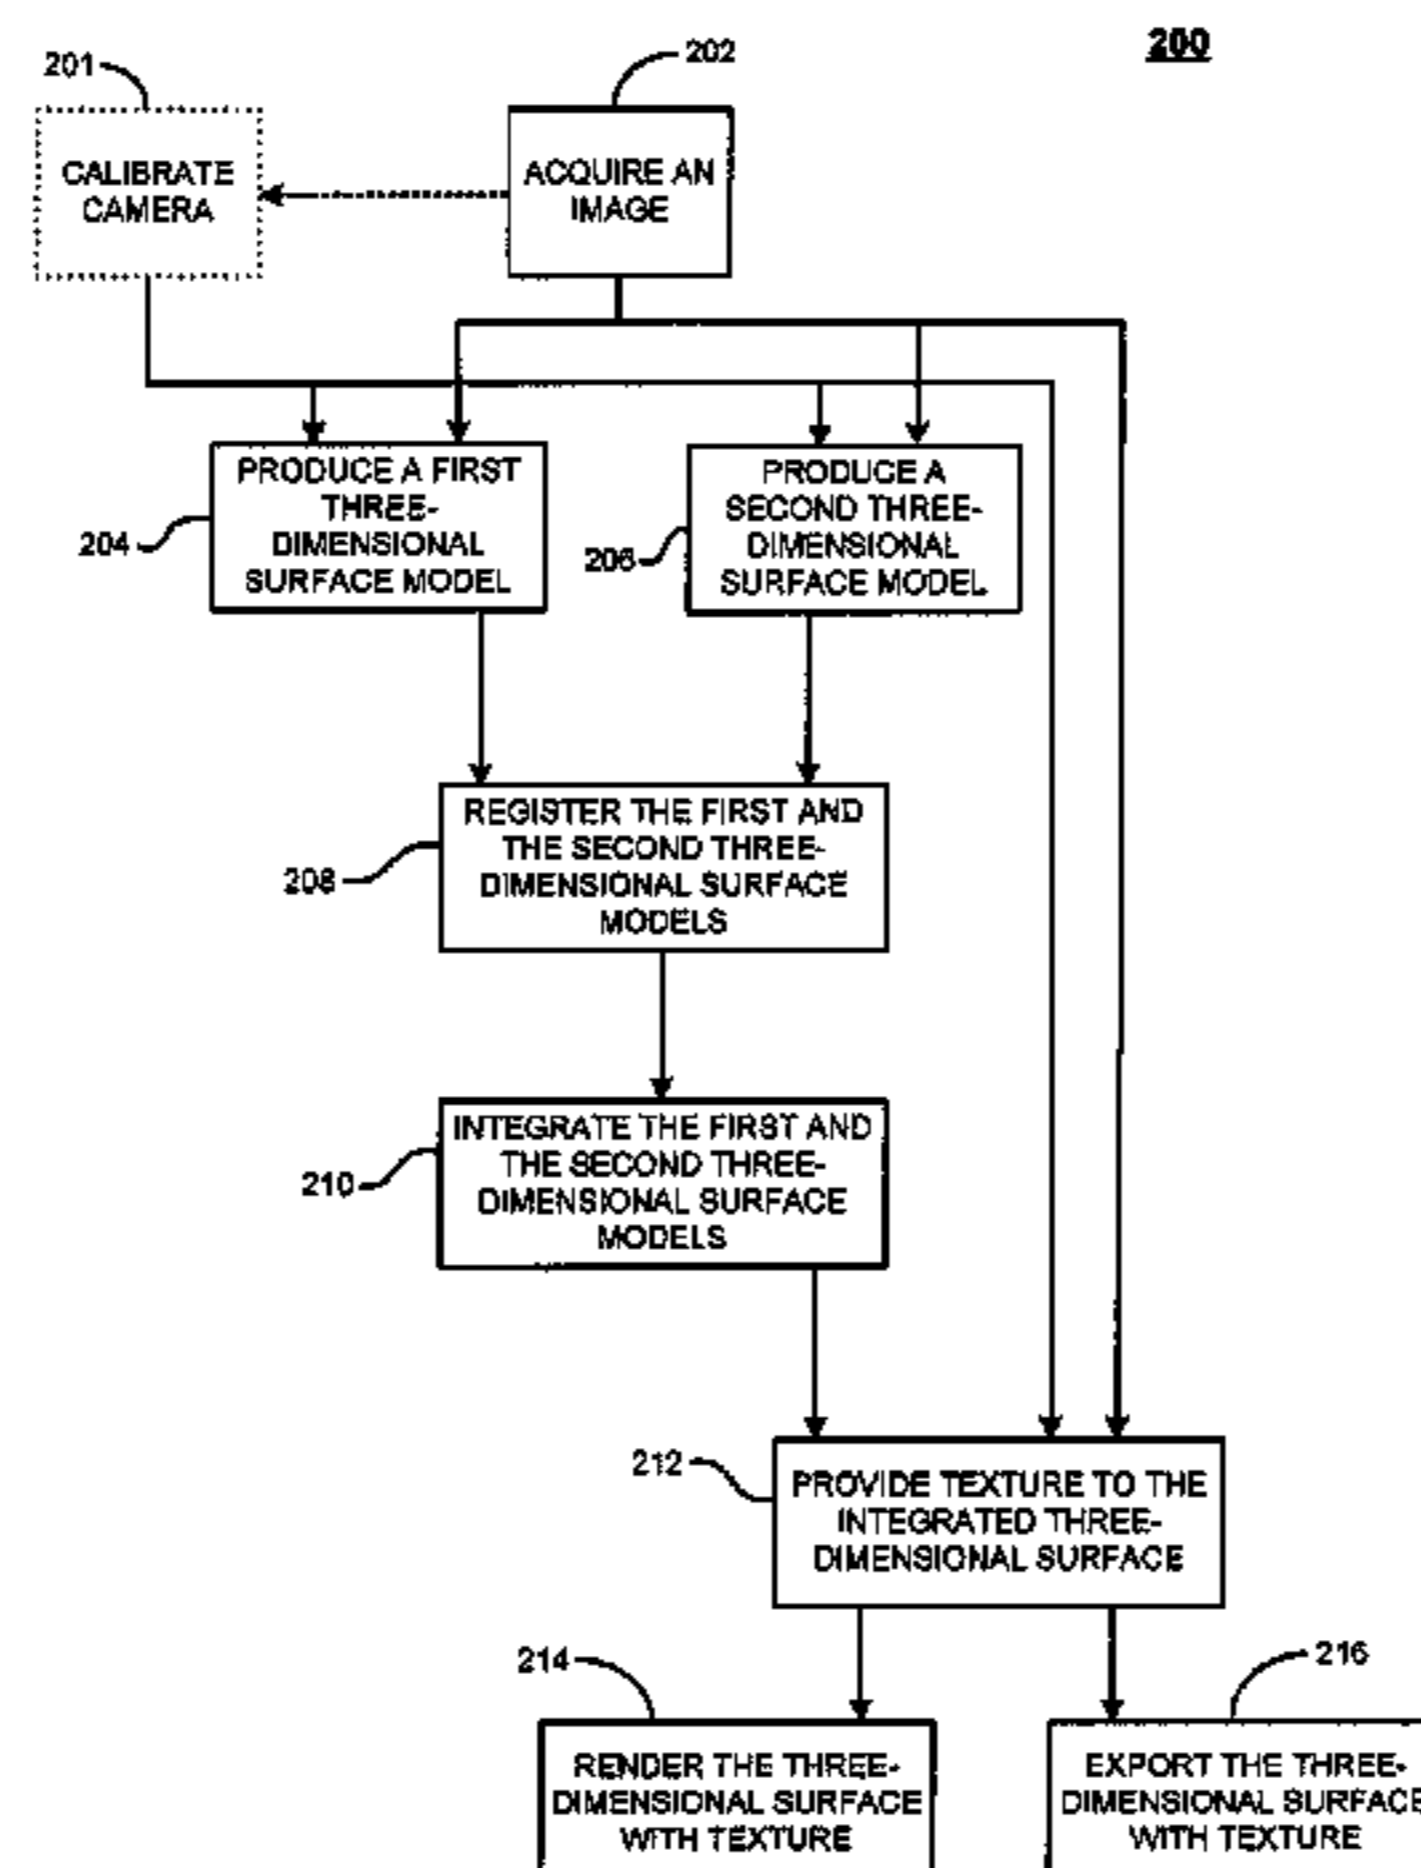 200
201
202
CALIBRATE
CAMERA
ACQUIRE AN
IMAGE
PRODUCE A FIRST
THREE-
DIMENSIONAL
SURFACE MODEL
204
PRODUCE A
SECOND THREE-
DIMENSIONAL
SURFACE MODEL
206
REGISTER THE FIRST AND
THE SECOND THREE-
DIMENSIONAL SURFACE
MODELS
208
INTEGRATE THE FIRST AND
THE SECOND THREE-
DIMENSIONAL SURFACE
MODELS
210
212
PROVIDE TEXTURE TO THE
INTEGRATED THREE-
DIMENSIONAL SURFACE
214
216
RENDER THE THREE-
DIMENSIONAL SURFACE
WITH TEXTURE
EXPORT THE THREE-
DIMENSIONAL SURFACE
WITH TEXTURE